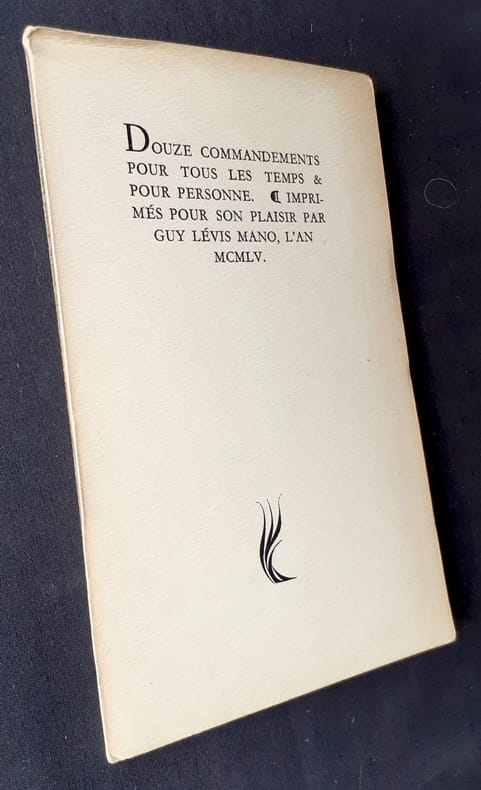 DOUZE COMMANDEMENTS
POUR TOUS LES TEMPS &
POUR PERSONNE. ⁋ IMPRI-
MÉS POUR SON PLAISIR PAR
GUY LÉVIS MANO, L'AN
MCMLV.